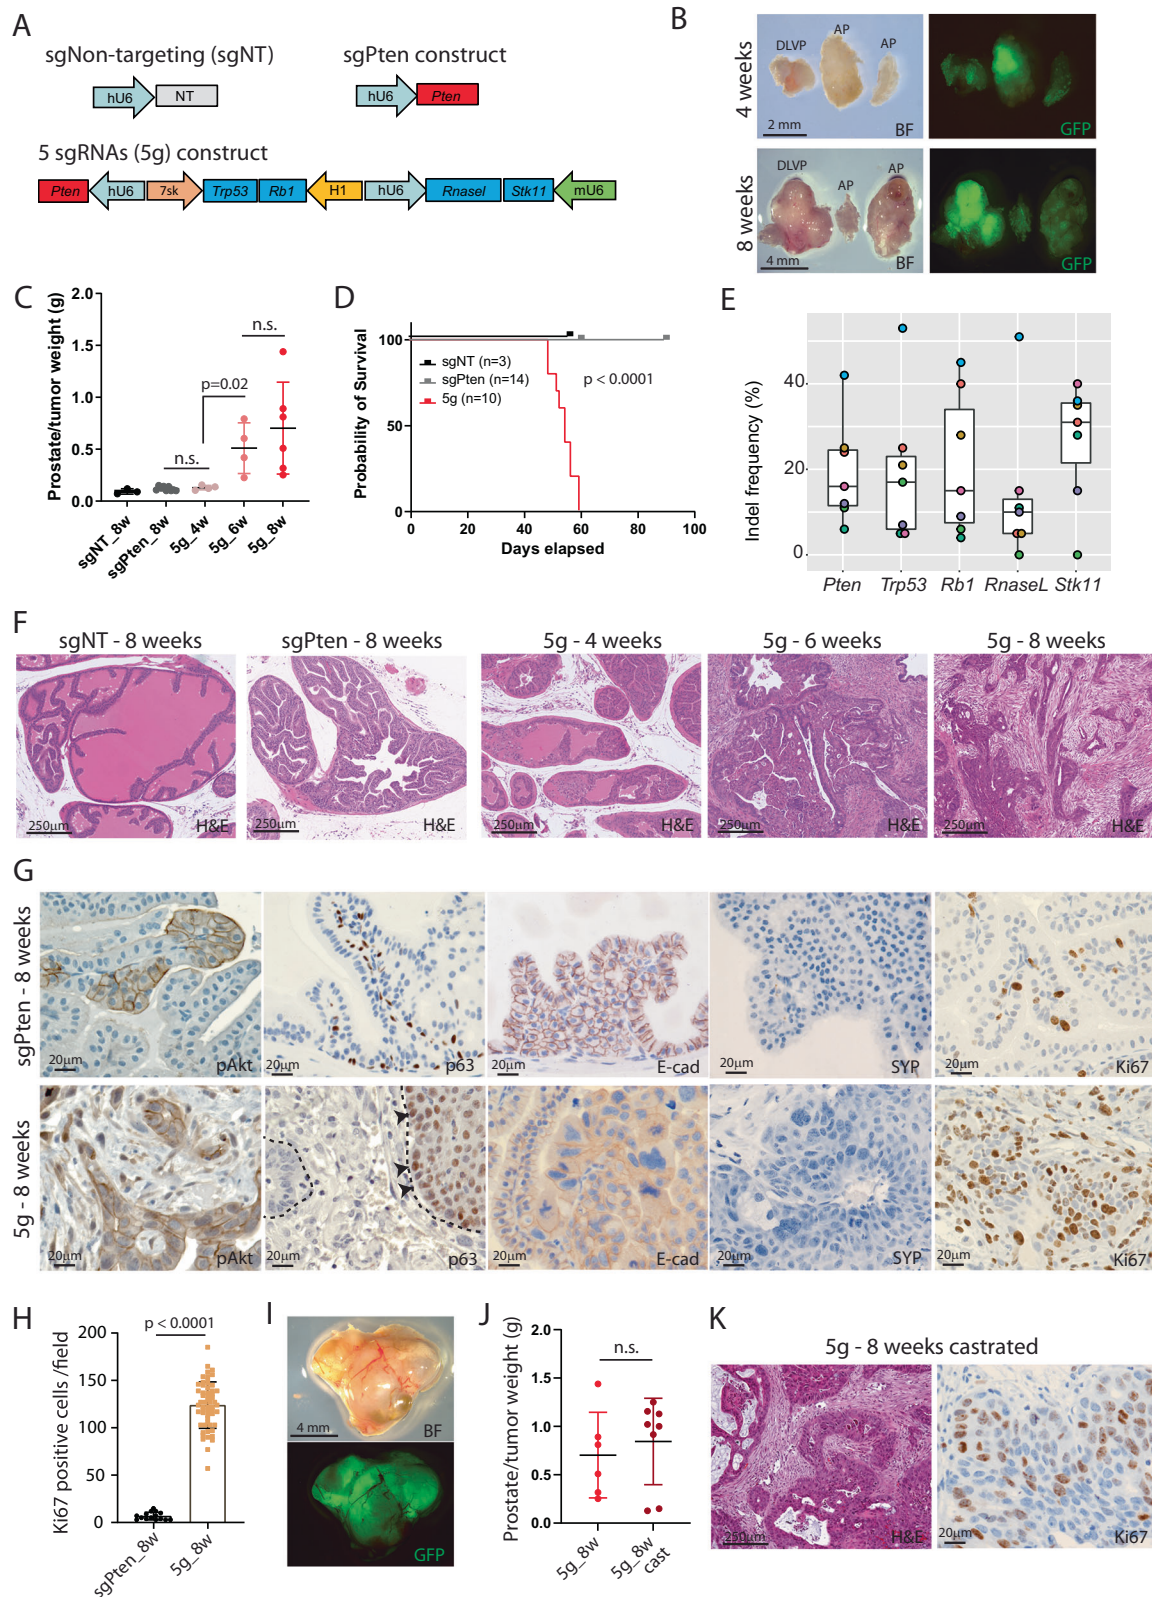 A
sgNon-targeting (sgNT)
hU6
NT
sgPten construct
hU6
Pten
5 sgRNAs (5g) construct
Pten
hU6
7sk
Trp53
Rb1
H1
hU6
Rnasel
Stk11
mU6
B
4 weeks
DLVP
AP
AP
2 mm
BF
GFP
8 weeks
DLVP
AP
AP
4 mm
BF
GFP
C
Prostate/tumor weight (g)
2.0
1.5
1.0
0.5
0.0
n.s.
p=0.02
n.s.
sgNT_8w
sgPten_8w
5g_4w
5g_6w
5g_8w
D
Probability of Survival
100
50
0
sgNT (n=3)
sgPten (n=14)
5g (n=10)
p < 0.0001
0
20
40
60
80
100
Days elapsed
E
Indel frequency (%)
40
20
0
Pten
Trp53
Rb1
RnaseL
Stk11
F
sgNT - 8 weeks
sgPten - 8 weeks
5g - 4 weeks
5g - 6 weeks
5g - 8 weeks
250μm
H&E
250μm
H&E
250μm
H&E
250μm
H&E
250μm
H&E
G
sgPten - 8 weeks
20μm
pAkt
20μm
p63
20μm
E-cad
20μm
SYP
20μm
Ki67
5g - 8 weeks
20μm
pAkt
20μm
p63
20μm
E-cad
20μm
SYP
20μm
Ki67
H
Ki67 positive cells /field
200
150
100
50
0
p < 0.0001
sgPten_8w
5g_8w
I
4 mm
BF
GFP
J
Prostate/tumor weight (g)
2.0
1.5
1.0
0.5
0.0
n.s.
5g_8w
5g_8w
cast
K
5g - 8 weeks castrated
250μm
H&E
20μm
Ki67